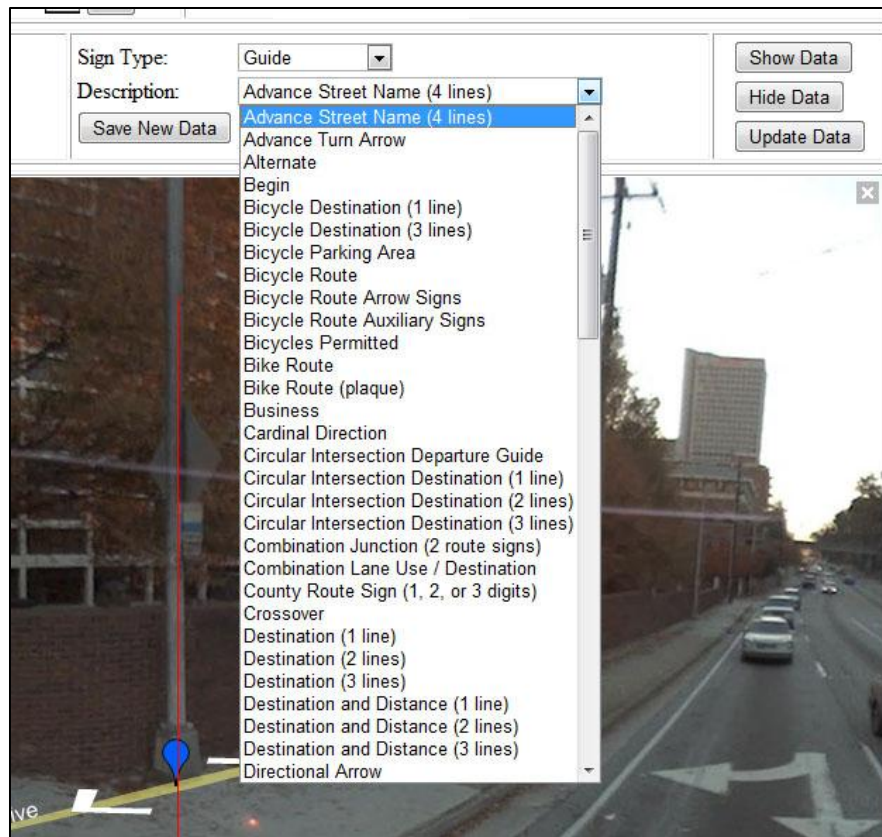 Sign Type:
Guide
Description:
Advance Street Name (4 lines)
Save New Data
Show Data
Hide Data
Update Data
Advance Street Name (4 lines)
Advance Turn Arrow
Alternate
Begin
Bicycle Destination (1 line)
Bicycle Destination (3 lines)
Bicycle Parking Area
Bicycle Route
Bicycle Route Arrow Signs
Bicycle Route Auxiliary Signs
Bicycles Permitted
Bike Route
Bike Route (plaque)
Business
Cardinal Direction
Circular Intersection Departure Guide
Circular Intersection Destination (1 line)
Circular Intersection Destination (2 lines)
Circular Intersection Destination (3 lines)
Combination Junction (2 route signs)
Combination Lane Use / Destination
County Route Sign (1, 2, or 3 digits)
Crossover
Destination (1 line)
Destination (2 lines)
Destination (3 lines)
Destination and Distance (1 line)
Destination and Distance (2 lines)
Destination and Distance (3 lines)
Directional Arrow
ive